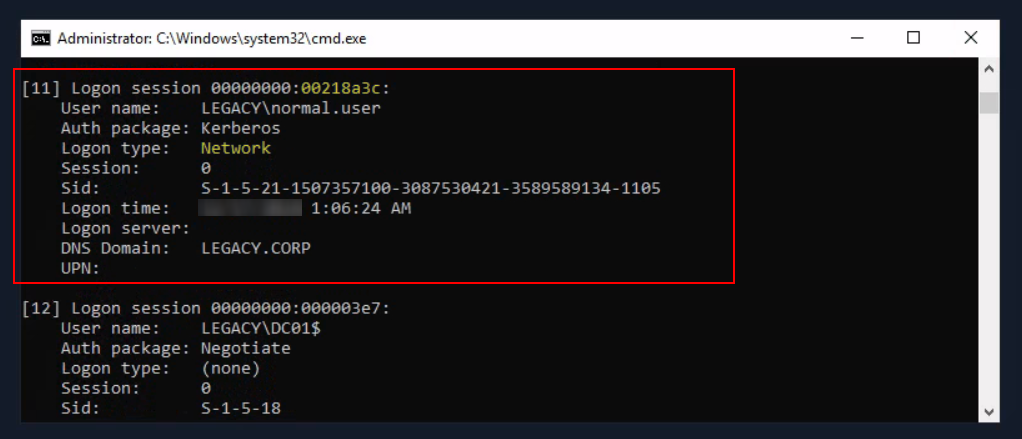 Administrator: C:\Windows\system32\cmd.exe
[11] Logon session 00000000:00218a3c:
User name: LEGACY\normal.user
Auth package: Kerberos
Logon type: Network
Session: 0
Sid: S-1-5-21-1507357100-3087530421-3589589134-1105
Logon time: 1:06:24 AM
Logon server:
DNS Domain: LEGACY.CORP
UPN:
[12] Logon session 00000000:000003e7:
User name: LEGACY\DC01$
Auth package: Negotiate
Logon type: (none)
Session: 0
Sid: S-1-5-18